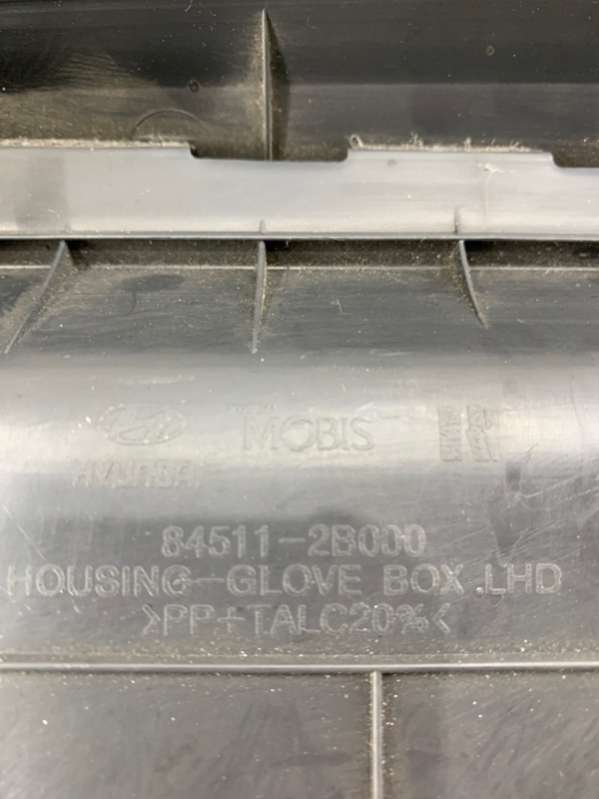 HYUNDAI MOBIS
84511-2B000
HOUSING-GLOVE BOX.LHD
>PP+TALC20%<